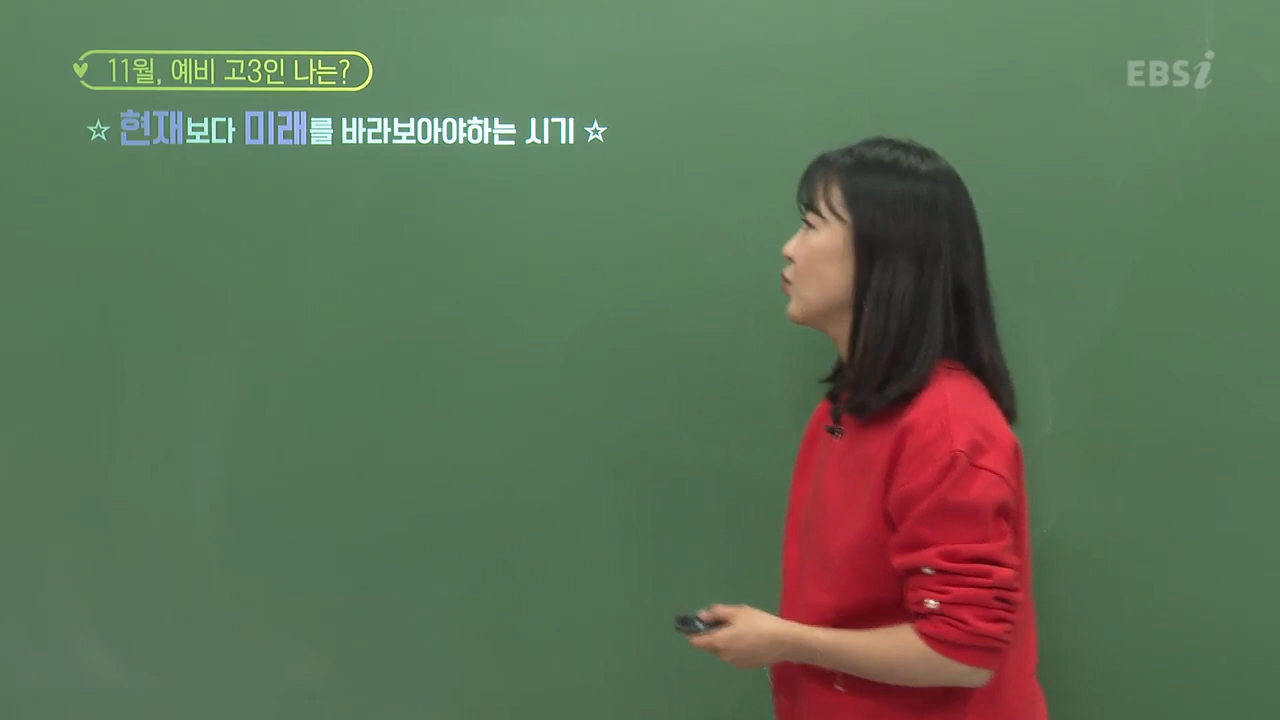 11월, 예비 고3인 나는?
EBSi
☆ 현재보다 미래를 바라보아야하는 시기 ☆